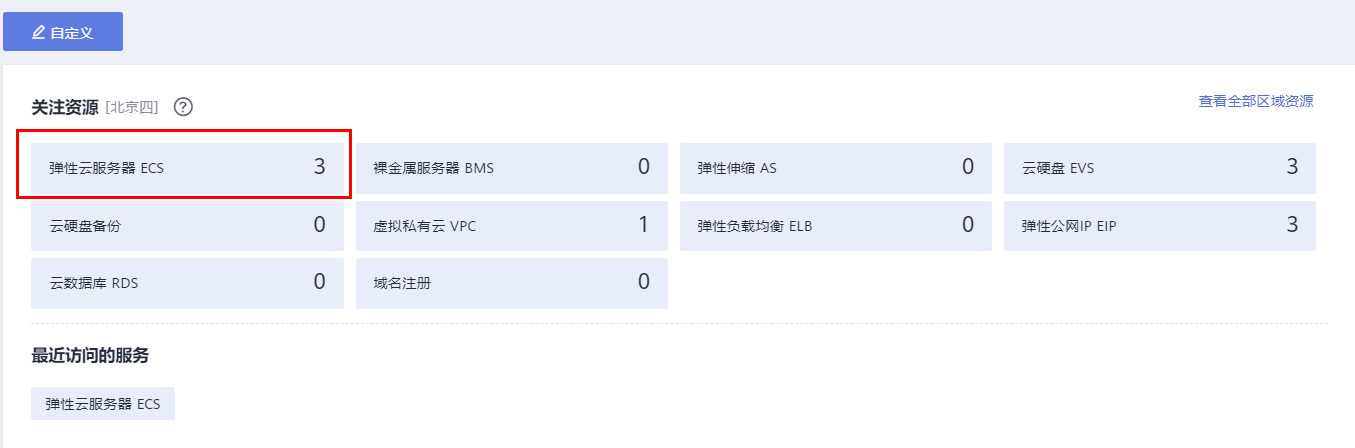 自定义
关注资源 [北京四] ?
查看全部区域资源
弹性云服务器 ECS 3 裸金属服务器 BMS 0 弹性伸缩 AS 0 云硬盘 EVS 3
云硬盘备份 0 虚拟私有云 VPC 1 弹性负载均衡 ELB 0 弹性公网IP EIP 3
云数据库 RDS 0 域名注册 0
最近访问的服务
弹性云服务器 ECS